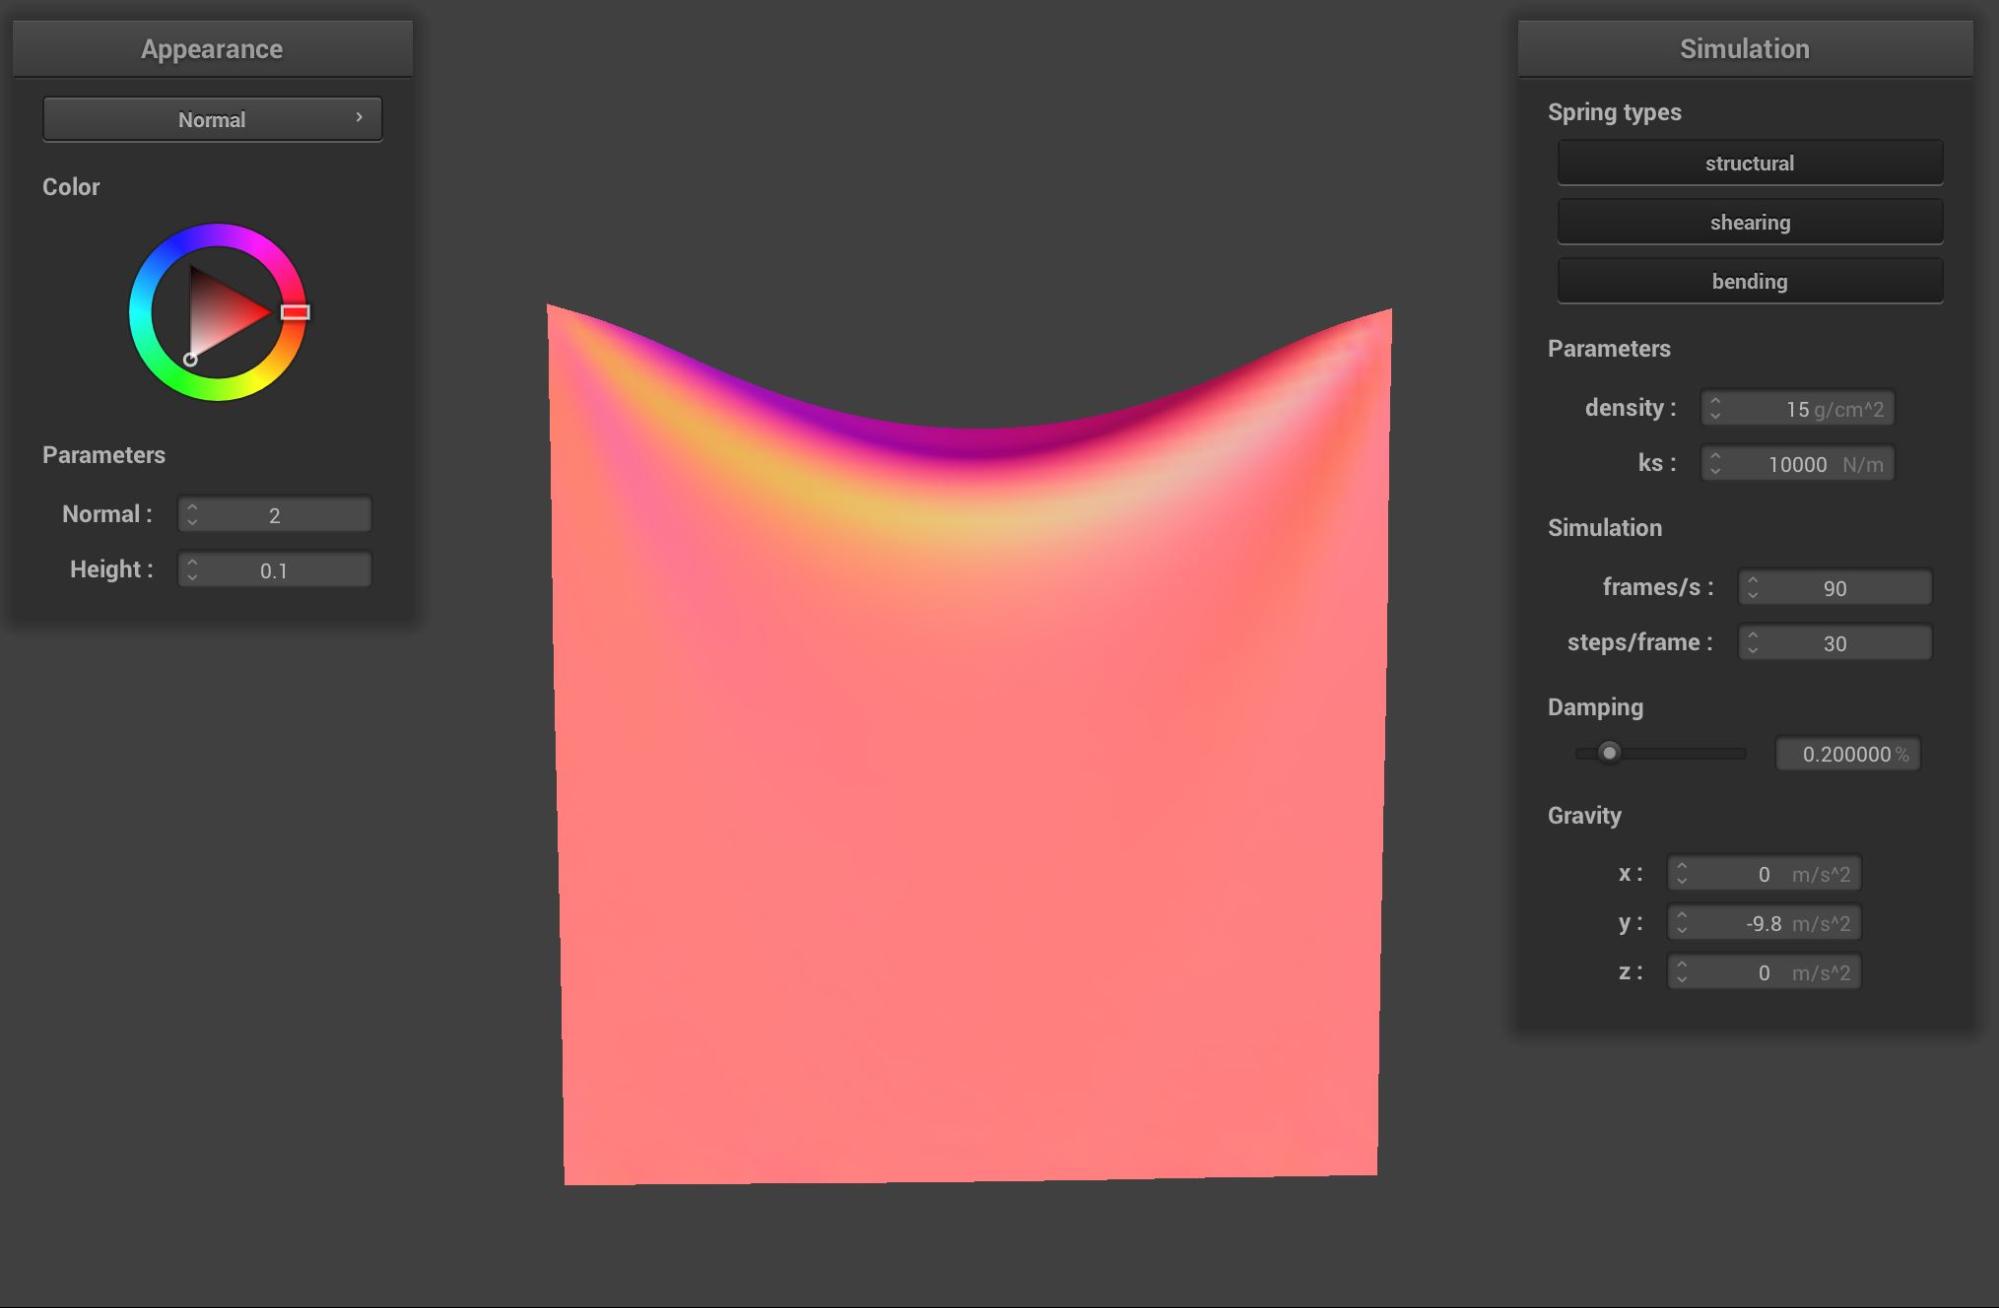 Appearance
Normal
Color
Parameters
Normal : 2
Height : 0.1
Simulation
Spring types
structural
shearing
bending
Parameters
density : 15 g/cm^2
ks : 10000 N/m
Simulation
frames/s : 90
steps/frame : 30
Damping
0.200000 %
Gravity
x : 0 m/s^2
y : -9.8 m/s^2
z : 0 m/s^2